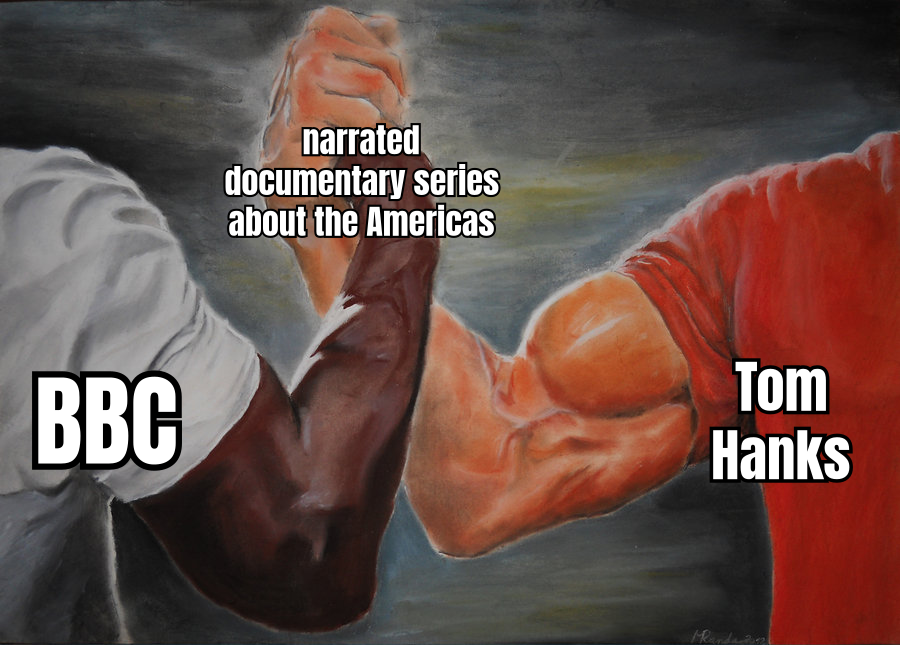 narrated
documentary series
about the Americas
BBC
Tom
Hanks